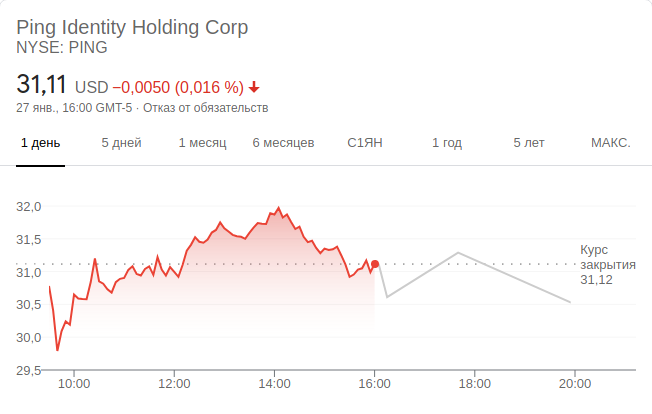 Ping Identity Holding Corp
NYSE: PING
31,11 USD −0,0050 (0,016 %)
27 янв., 16:00 GMT-5 · Отказ от обязательств
1 день 5 дней 1 месяц 6 месяцев С1ЯН 1 год 5 лет МАКС.
32,0
31,5
31,0
30,5
30,0
29,5
Курс
закрытия
31,12
10:00 12:00 14:00 16:00 18:00 20:00